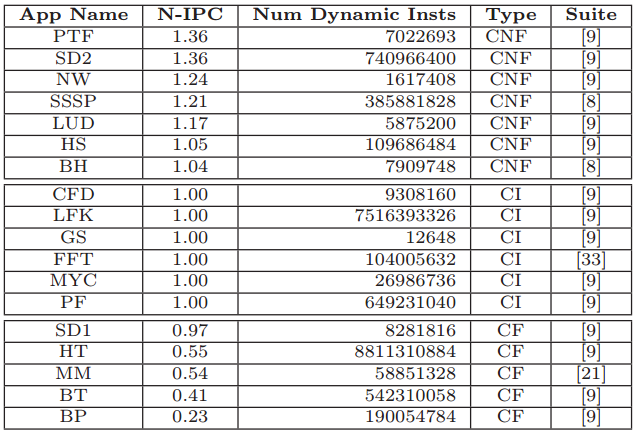 App Name N-IPC Num Dynamic Insts Type Suite
PTF 1.36 7022693 CNF [9]
SD2 1.36 740966400 CNF [9]
NW 1.24 1617408 CNF [9]
SSSP 1.21 385881828 CNF [8]
LUD 1.17 5875200 CNF [9]
HS 1.05 109686484 CNF [9]
BH 1.04 7909748 CNF [8]
CFD 1.00 9308160 CI [9]
LFK 1.00 7516393326 CI [9]
GS 1.00 12648 CI [9]
FFT 1.00 104005632 CI [33]
MYC 1.00 26986736 CI [9]
PF 1.00 649231040 CI [9]
SD1 0.97 8281816 CF [9]
HT 0.55 8811310884 CF [9]
MM 0.54 58851328 CF [21]
BT 0.41 542310058 CF [9]
BP 0.23 190054784 CF [9]